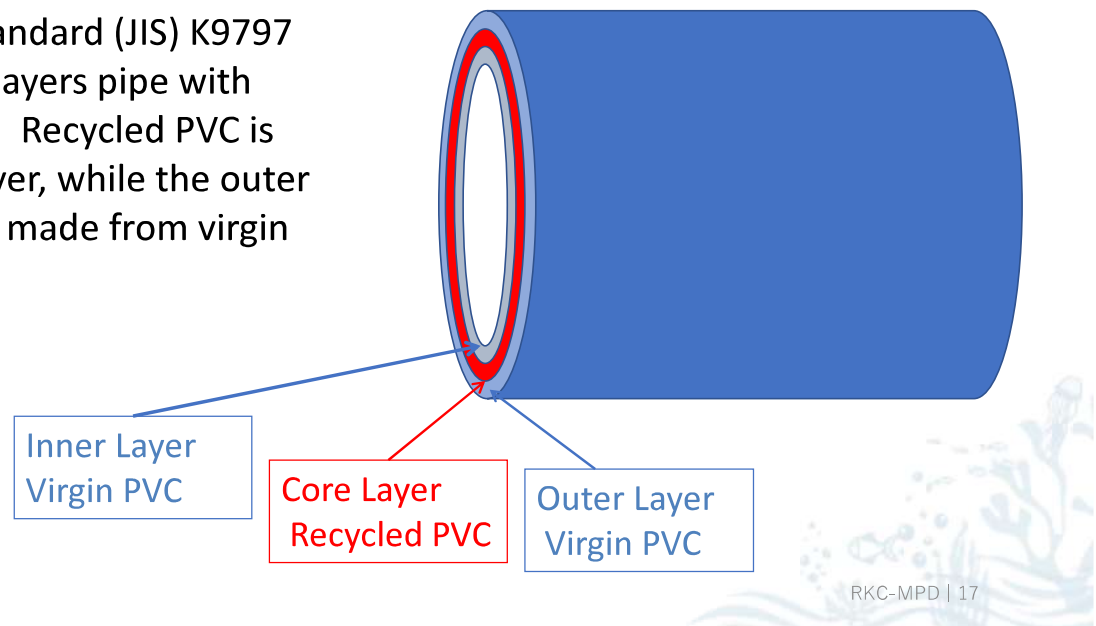 andard (JIS) K9797
ayers pipe with
Recycled PVC is
er, while the outer
made from virgin
Inner Layer
Virgin PVC
Core Layer
Recycled PVC
Outer Layer
Virgin PVC
RKC-MPD | 17